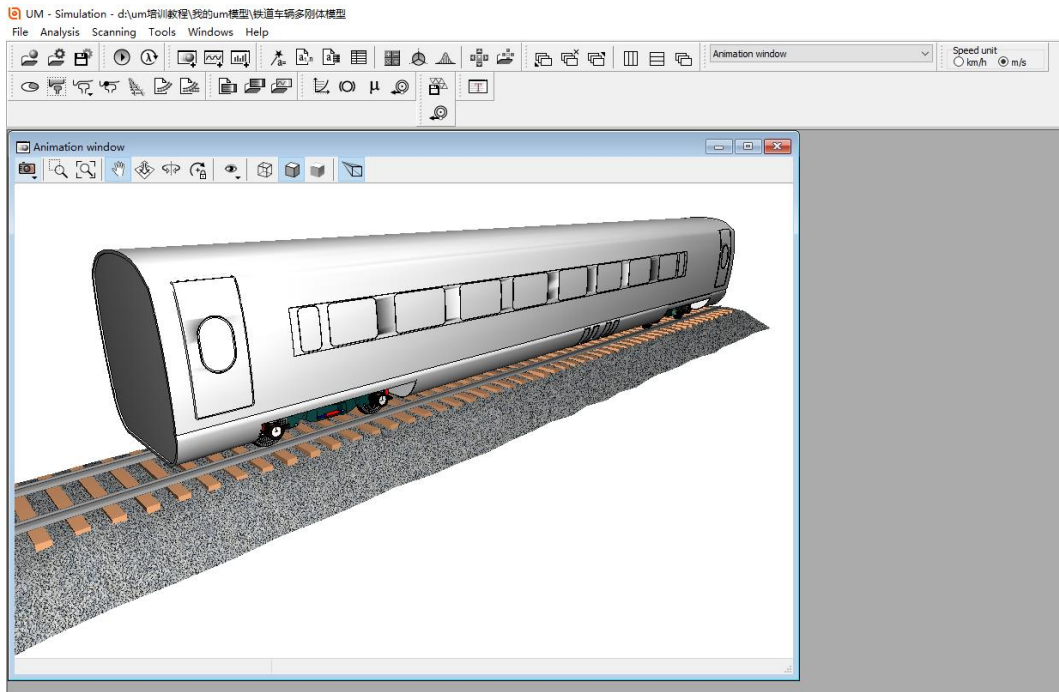 UM - Simulation - d:\um培训教程\我的um模型\铁道车辆多刚体模型
File Analysis Scanning Tools Windows Help
Animation window
Speed unit
km/h m/s
μ
T
Animation window